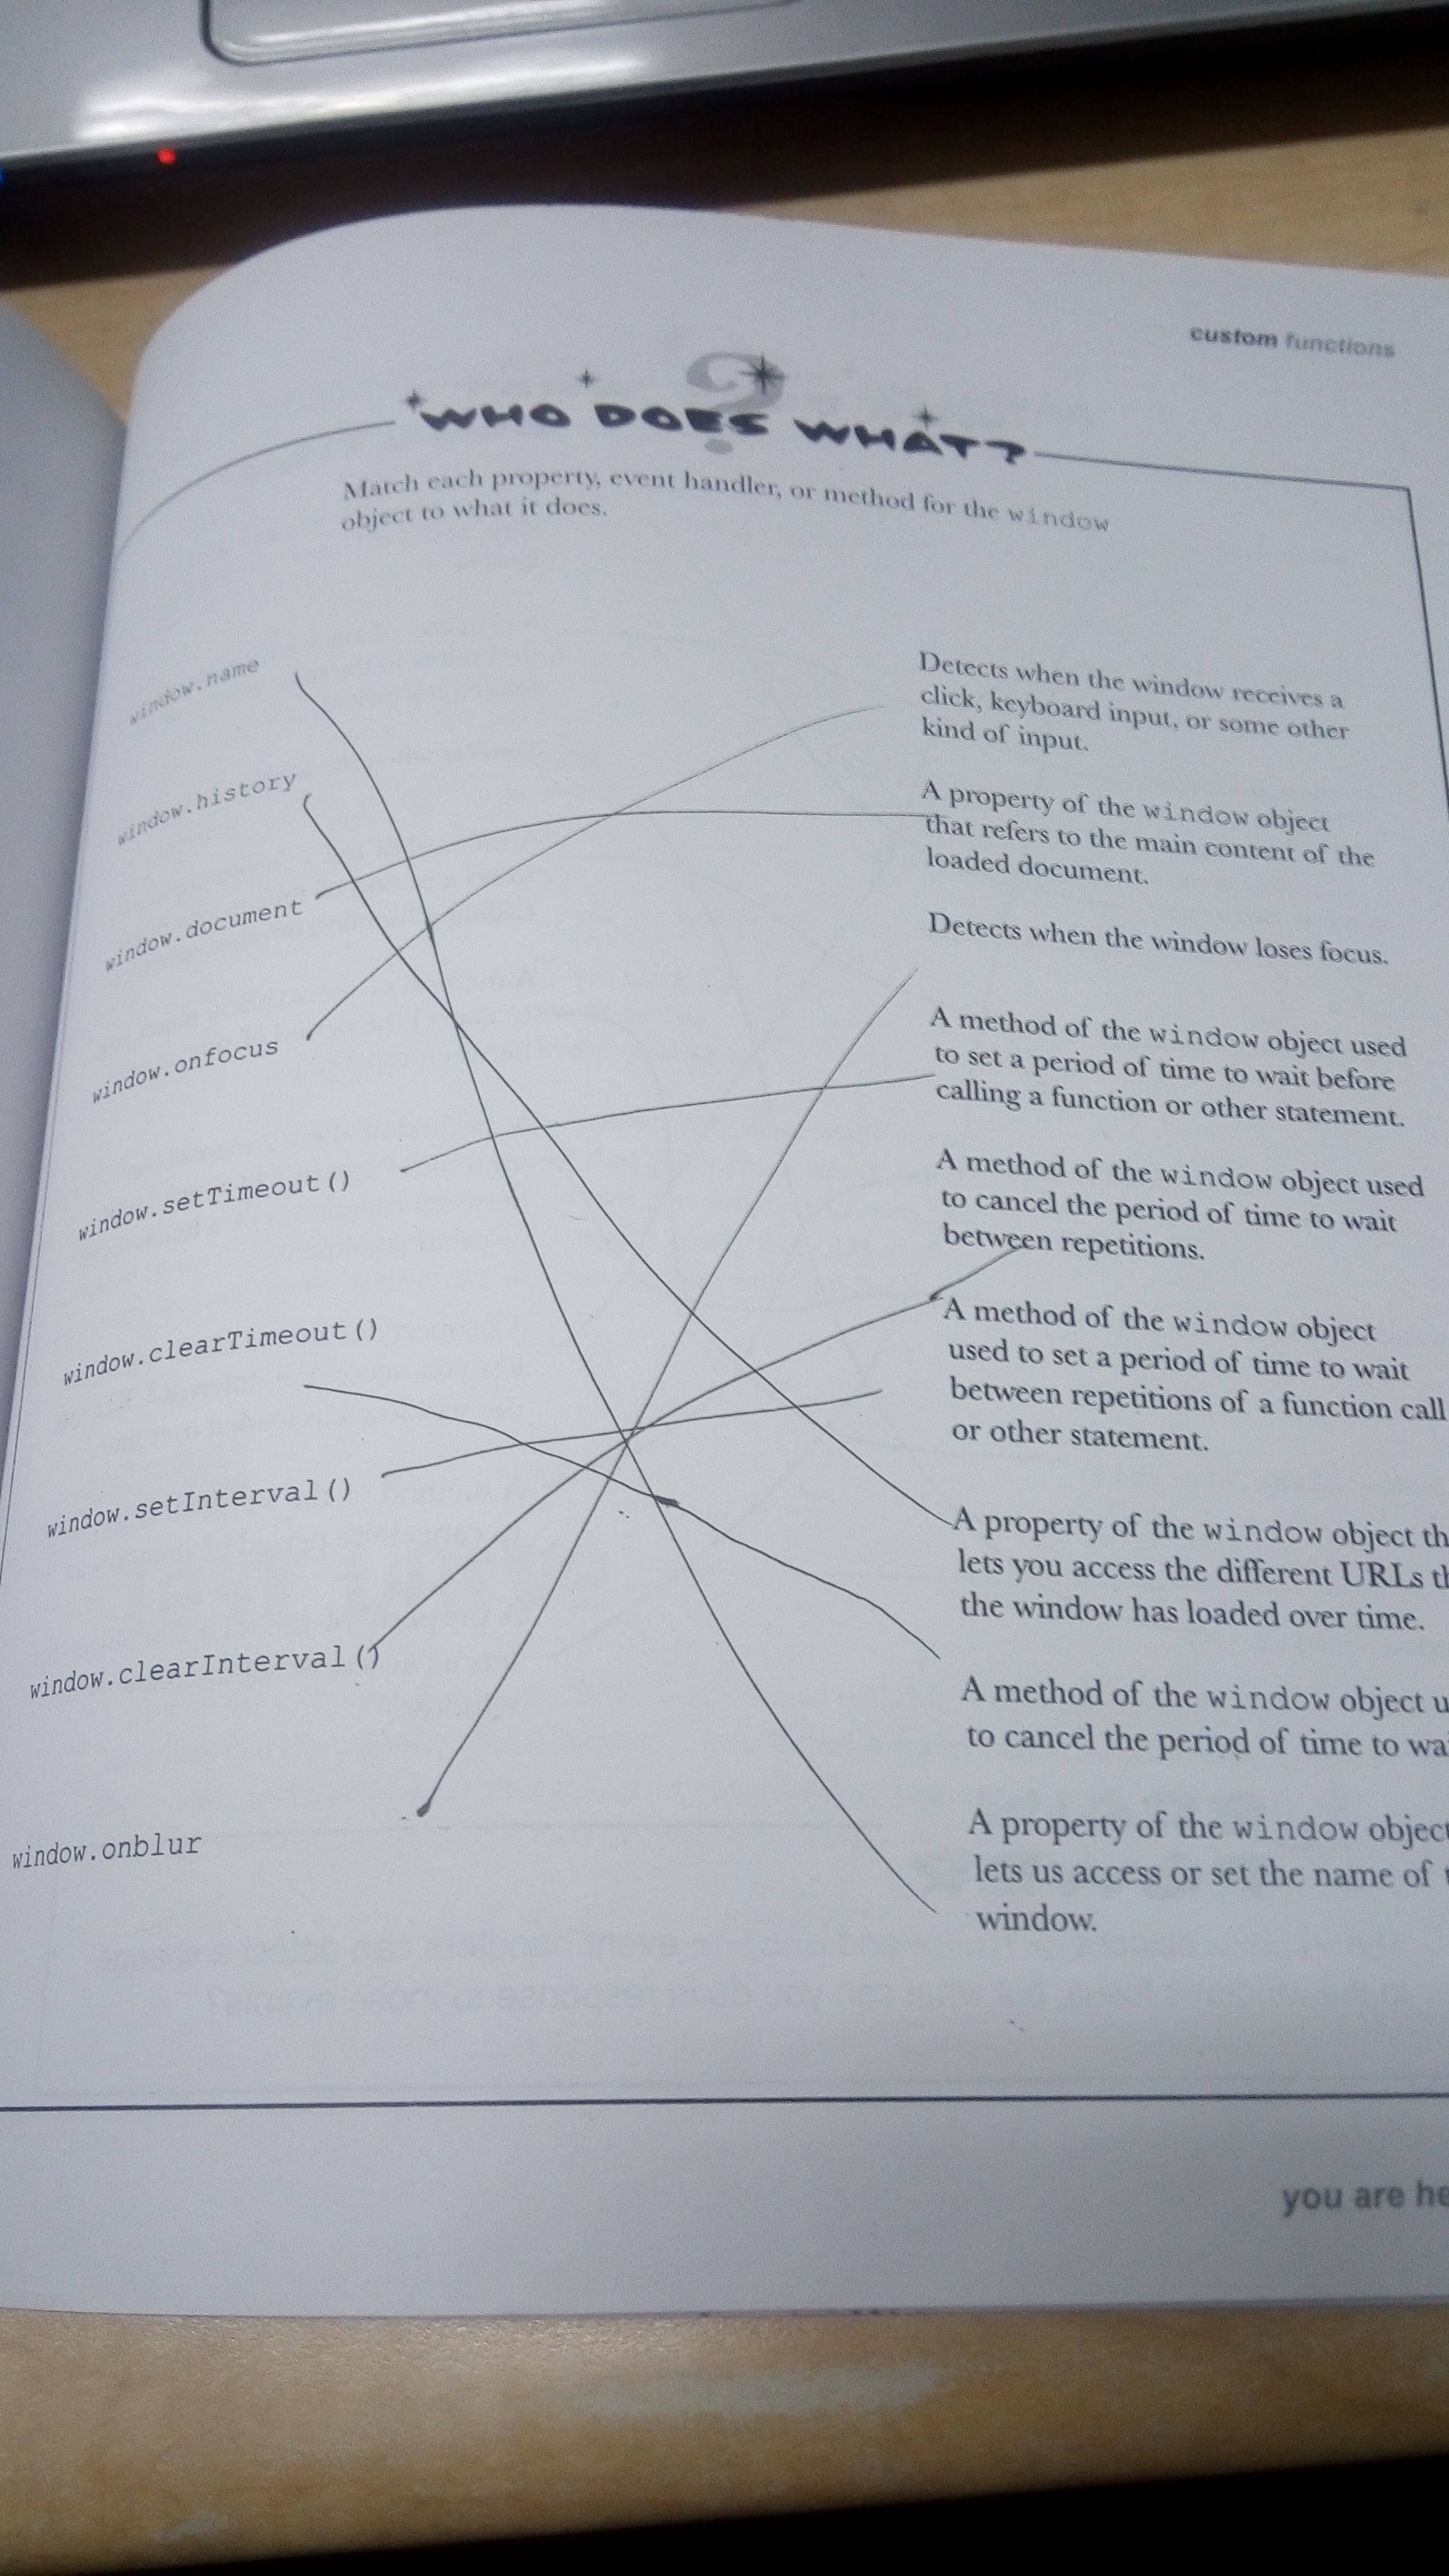 custom functions
WHO DOES WHAT?
Match each property, event handler, or method for the window
object to what it does.
window.name
window.history
window.document
window.onfocus
window.setTimeout()
window.clearTimeout()
window.setInterval()
window.clearInterval()
window.onblur
Detects when the window receives a
click, keyboard input, or some other
kind of input.
A property of the window object
that refers to the main content of the
loaded document.
Detects when the window loses focus.
A method of the window object used
to set a period of time to wait before
calling a function or other statement.
A method of the window object used
to cancel the period of time to wait
between repetitions.
A method of the window object
used to set a period of time to wait
between repetitions of a function call
or other statement.
A property of the window object th
lets you access the different URLs th
the window has loaded over time.
A method of the window object u
to cancel the period of time to wa
A property of the window object
lets us access or set the name of
window.
you are he